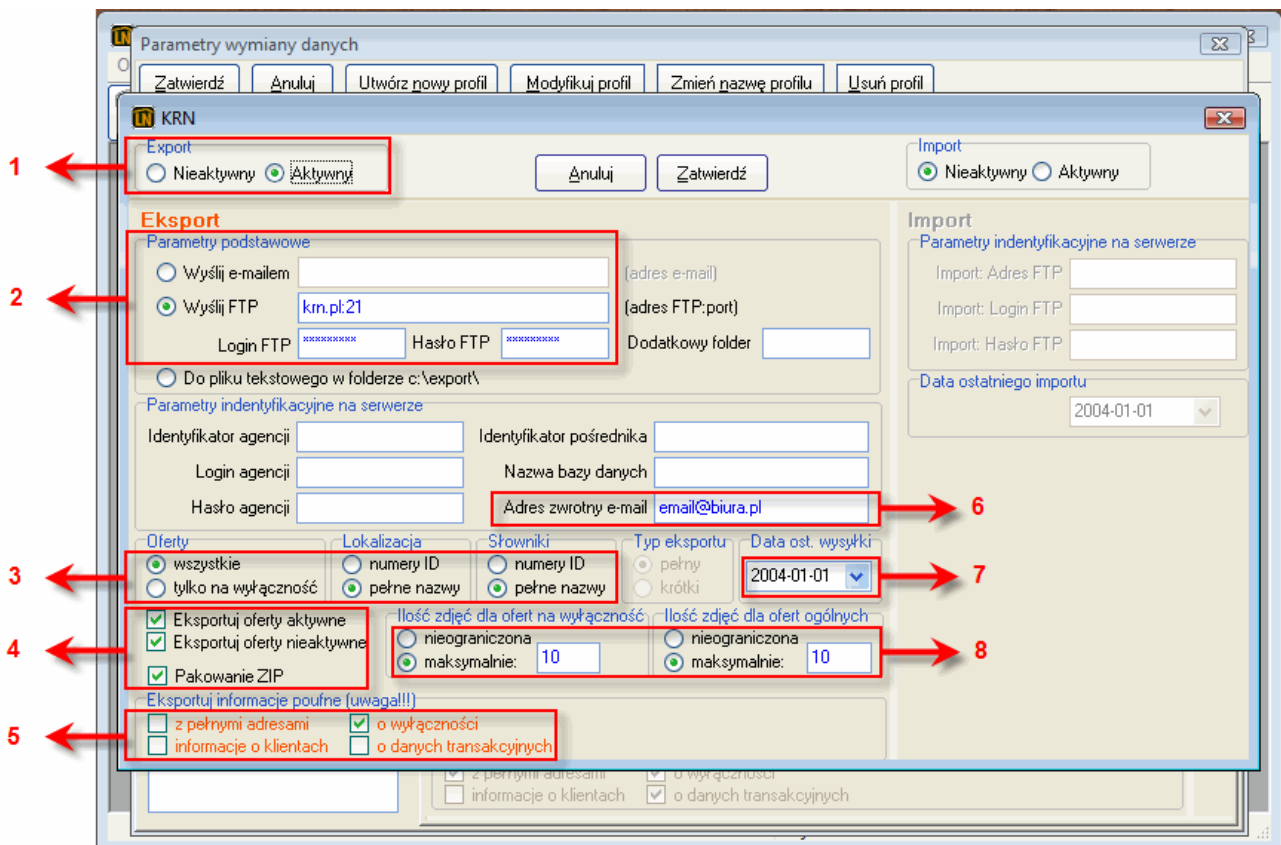 Parametry wymiany danych
Zatwierdź Anuluj Utwórz nowy profil Modyfikuj profil Zmień nazwę profilu Usuń profil
KRN
Export Import
1 Nieaktywny Aktywny Anuluj Zatwierdź Nieaktywny Aktywny
Eksport Import
Parametry podstawowe Parametry indentyfikacyjne na serwerze
Wyślij e-mailem (adres e-mail) Import: Adres FTP
2 Wyślij FTP krn.pl:21 (adres FTP:port) Import: Login FTP
Login FTP ********* Hasło FTP ********* Dodatkowy folder Import: Hasło FTP
Do pliku tekstowego w folderze c:\export\ Data ostatniego importu
Parametry indentyfikacyjne na serwerze 2004-01-01
Identyfikator agencji Identyfikator pośrednika
Login agencji Nazwa bazy danych
Hasło agencji Adres zwrotny e-mail email@biura.pl 6
Oferty Lokalizacja Słowniki Typ eksportu Data ost. wysyłki
3 wszystkie numery ID numery ID pełny 2004-01-01 7
tylko na wyłączność pełne nazwy pełne nazwy krótki
Eksportuj oferty aktywne Ilość zdjęć dla ofert na wyłączność Ilość zdjęć dla ofert ogólnych
4 Eksportuj oferty nieaktywne nieograniczona nieograniczona
Pakowanie ZIP maksymalnie: 10 maksymalnie: 10 8
Eksportuj informacje poufne (uwaga!!!)
5 z pełnymi adresami o wyłączności
informacje o klientach o danych transakcyjnych
z pełnymi adresami o wyłączności
informacje o klientach o danych transakcyjnych